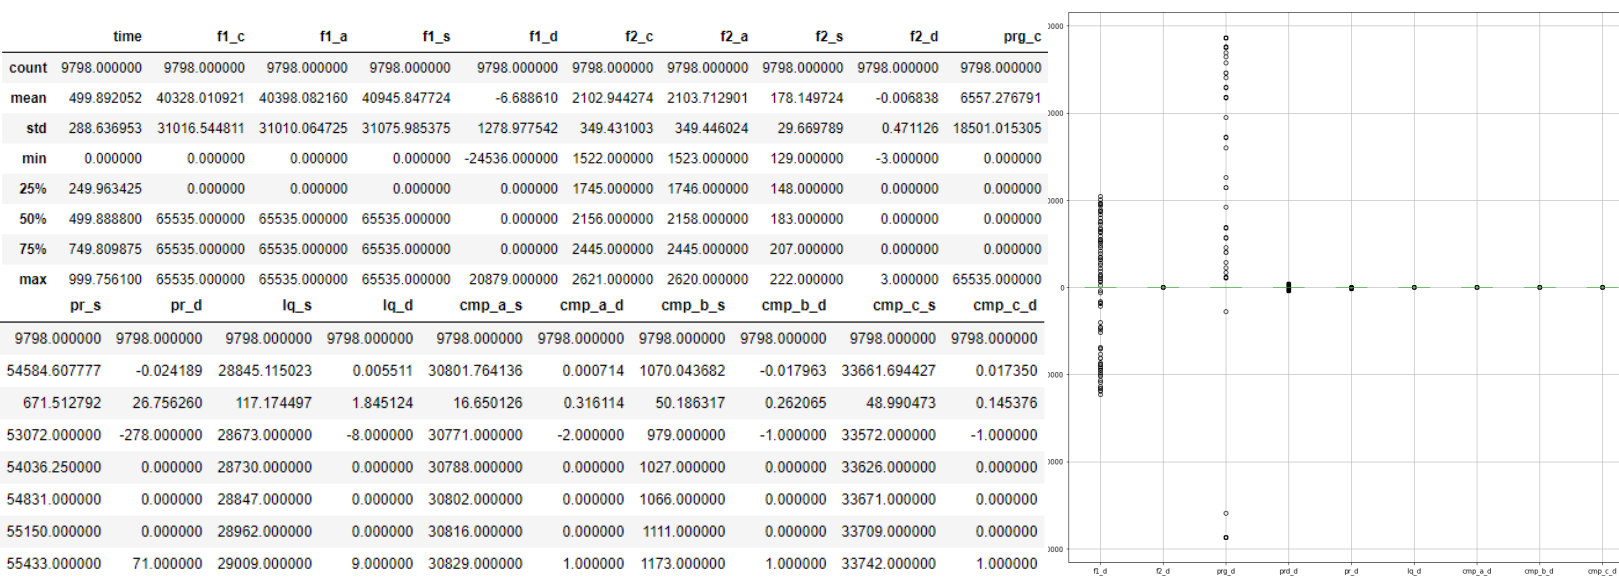 time f1_c f1_a f1_s f1_d f2_c f2_a f2_s f2_d prg_c
count 9798.000000 9798.000000 9798.000000 9798.000000 9798.000000 9798.000000 9798.000000 9798.000000 9798.000000 9798.000000
mean 499.892052 40328.010921 40398.082160 40945.847724 -6.688610 2102.944274 2103.712901 178.149724 -0.006838 6557.276791
std 288.636953 31016.544811 31010.064725 31075.985375 1278.977542 349.431003 349.446024 29.669789 0.471126 18501.015305
min 0.000000 0.000000 0.000000 0.000000 -24536.000000 1522.000000 1523.000000 129.000000 -3.000000 0.000000
25% 249.963425 0.000000 0.000000 0.000000 0.000000 1745.000000 1746.000000 148.000000 0.000000 0.000000
50% 499.888800 65535.000000 65535.000000 65535.000000 0.000000 2156.000000 2158.000000 183.000000 0.000000 0.000000
75% 749.809875 65535.000000 65535.000000 65535.000000 0.000000 2445.000000 2445.000000 207.000000 0.000000 0.000000
max 999.756100 65535.000000 65535.000000 65535.000000 20879.000000 2621.000000 2620.000000 222.000000 3.000000 65535.000000
pr_s pr_d lq_s lq_d cmp_a_s cmp_a_d cmp_b_s cmp_b_d cmp_c_s cmp_c_d
9798.000000 9798.000000 9798.000000 9798.000000 9798.000000 9798.000000 9798.000000 9798.000000 9798.000000 9798.000000
54584.607777 -0.024189 28845.115023 0.005511 30801.764136 0.000714 1070.043682 -0.017963 33661.694427 0.017350
671.512792 26.756260 117.174497 1.845124 16.650126 0.316114 50.186317 0.262065 48.990473 0.145376
53072.000000 -278.000000 28673.000000 -8.000000 30771.000000 -2.000000 979.000000 -1.000000 33572.000000 -1.000000
54036.250000 0.000000 28730.000000 0.000000 30788.000000 0.000000 1027.000000 0.000000 33626.000000 0.000000
54831.000000 0.000000 28847.000000 0.000000 30802.000000 0.000000 1066.000000 0.000000 33671.000000 0.000000
55150.000000 0.000000 28962.000000 0.000000 30816.000000 0.000000 1111.000000 0.000000 33709.000000 0.000000
55433.000000 71.000000 29009.000000 9.000000 30829.000000 1.000000 1173.000000 1.000000 33742.000000 1.000000
0
f1_d f2_d prg_d prd_d pr_d lq_d cmp_a_d cmp_b_d cmp_c_d